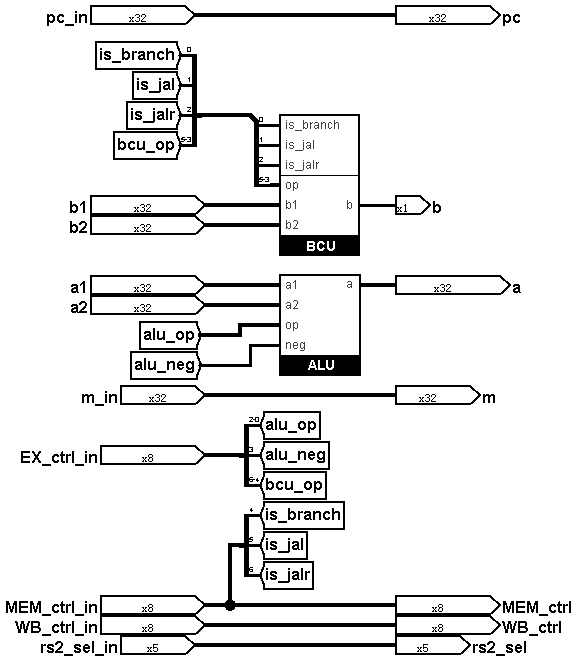 pc_in x32 x32 pc
is_branch 0
is_jal 1
is_jalr 2
bcu_op 5-3
0 is_branch
1 is_jal
2 is_jalr
5-3 op
b1 x32 b1 b x1 b
b2 x32 b2
BCU
a1 x32 a1 a x32 a
a2 x32 a2
alu_op op
alu_neg neg
ALU
m_in x32 x32 m
2-0 alu_op
EX_ctrl_in x8 3 alu_neg
bcu_op
4 is_branch
5 is_jal
6 is_jalr
MEM_ctrl_in x8 x8 MEM_ctrl
WB_ctrl_in x8 x8 WB_ctrl
rs2_sel_in x5 x5 rs2_sel